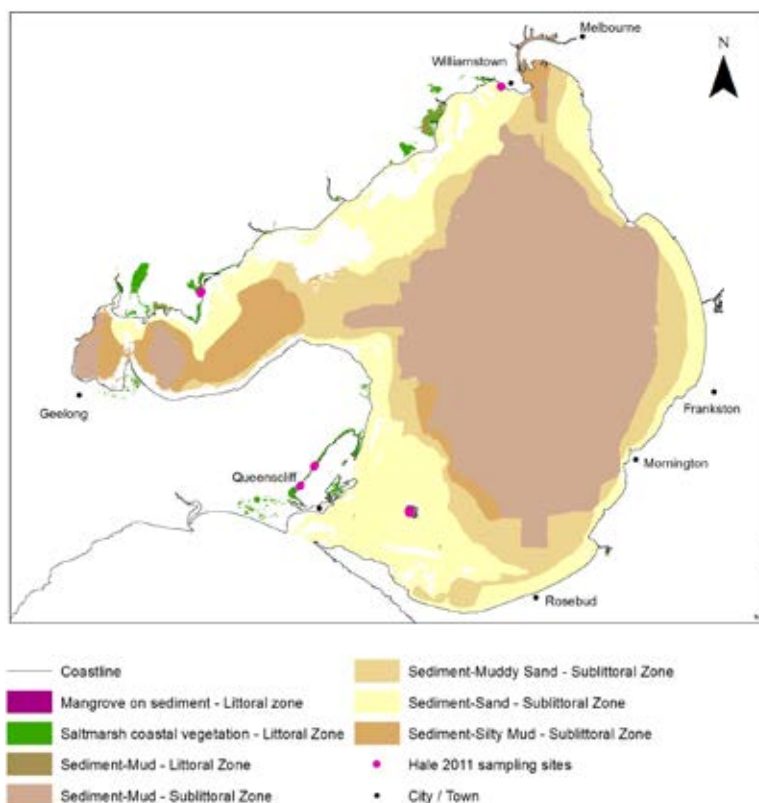 Melbourne
Williamstown
N
Geelong
Frankston
Mornington
Queenscliff
Rosebud
Coastline
Mangrove on sediment - Littoral zone
Saltmarsh coastal vegetation - Littoral Zone
Sediment-Mud - Littoral Zone
Sediment-Mud - Sublittoral Zone
Sediment-Muddy Sand - Sublittoral Zone
Sediment-Sand - Sublittoral Zone
Sediment-Silty Mud - Sublittoral Zone
Hale 2011 sampling sites
City / Town